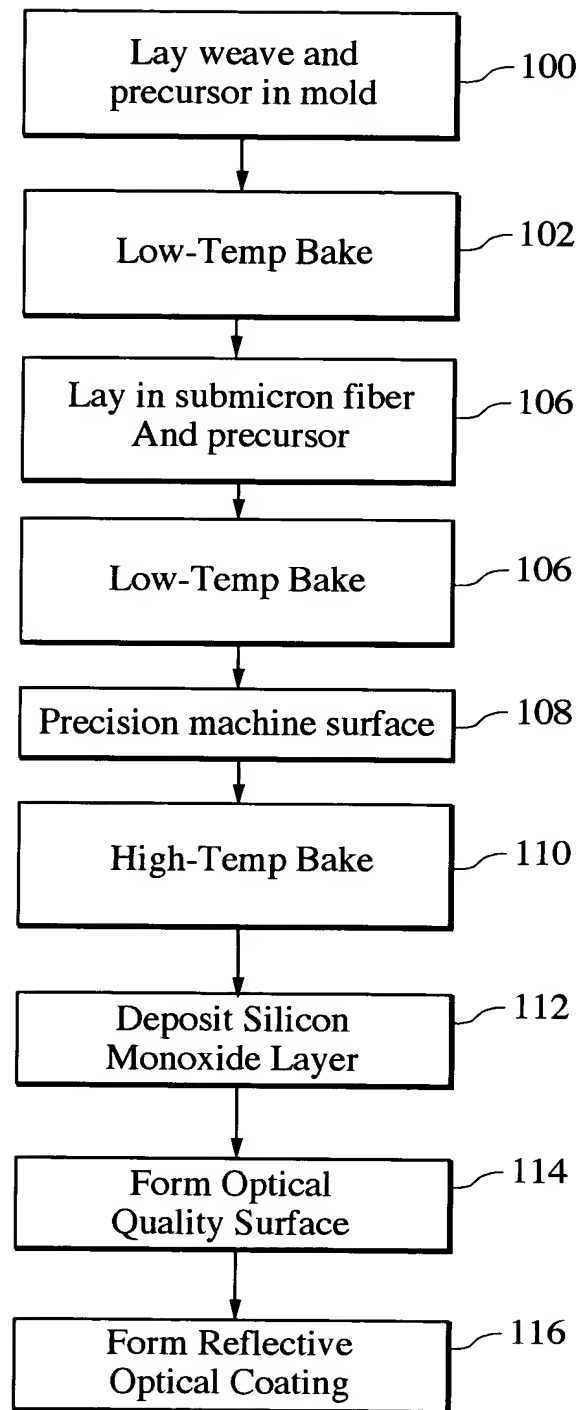 Lay weave and
precursor in mold
100
Low-Temp Bake
102
Lay in submicron fiber
And precursor
106
Low-Temp Bake
106
Precision machine surface
108
High-Temp Bake
110
Deposit Silicon
Monoxide Layer
112
Form Optical
Quality Surface
114
Form Reflective
Optical Coating
116